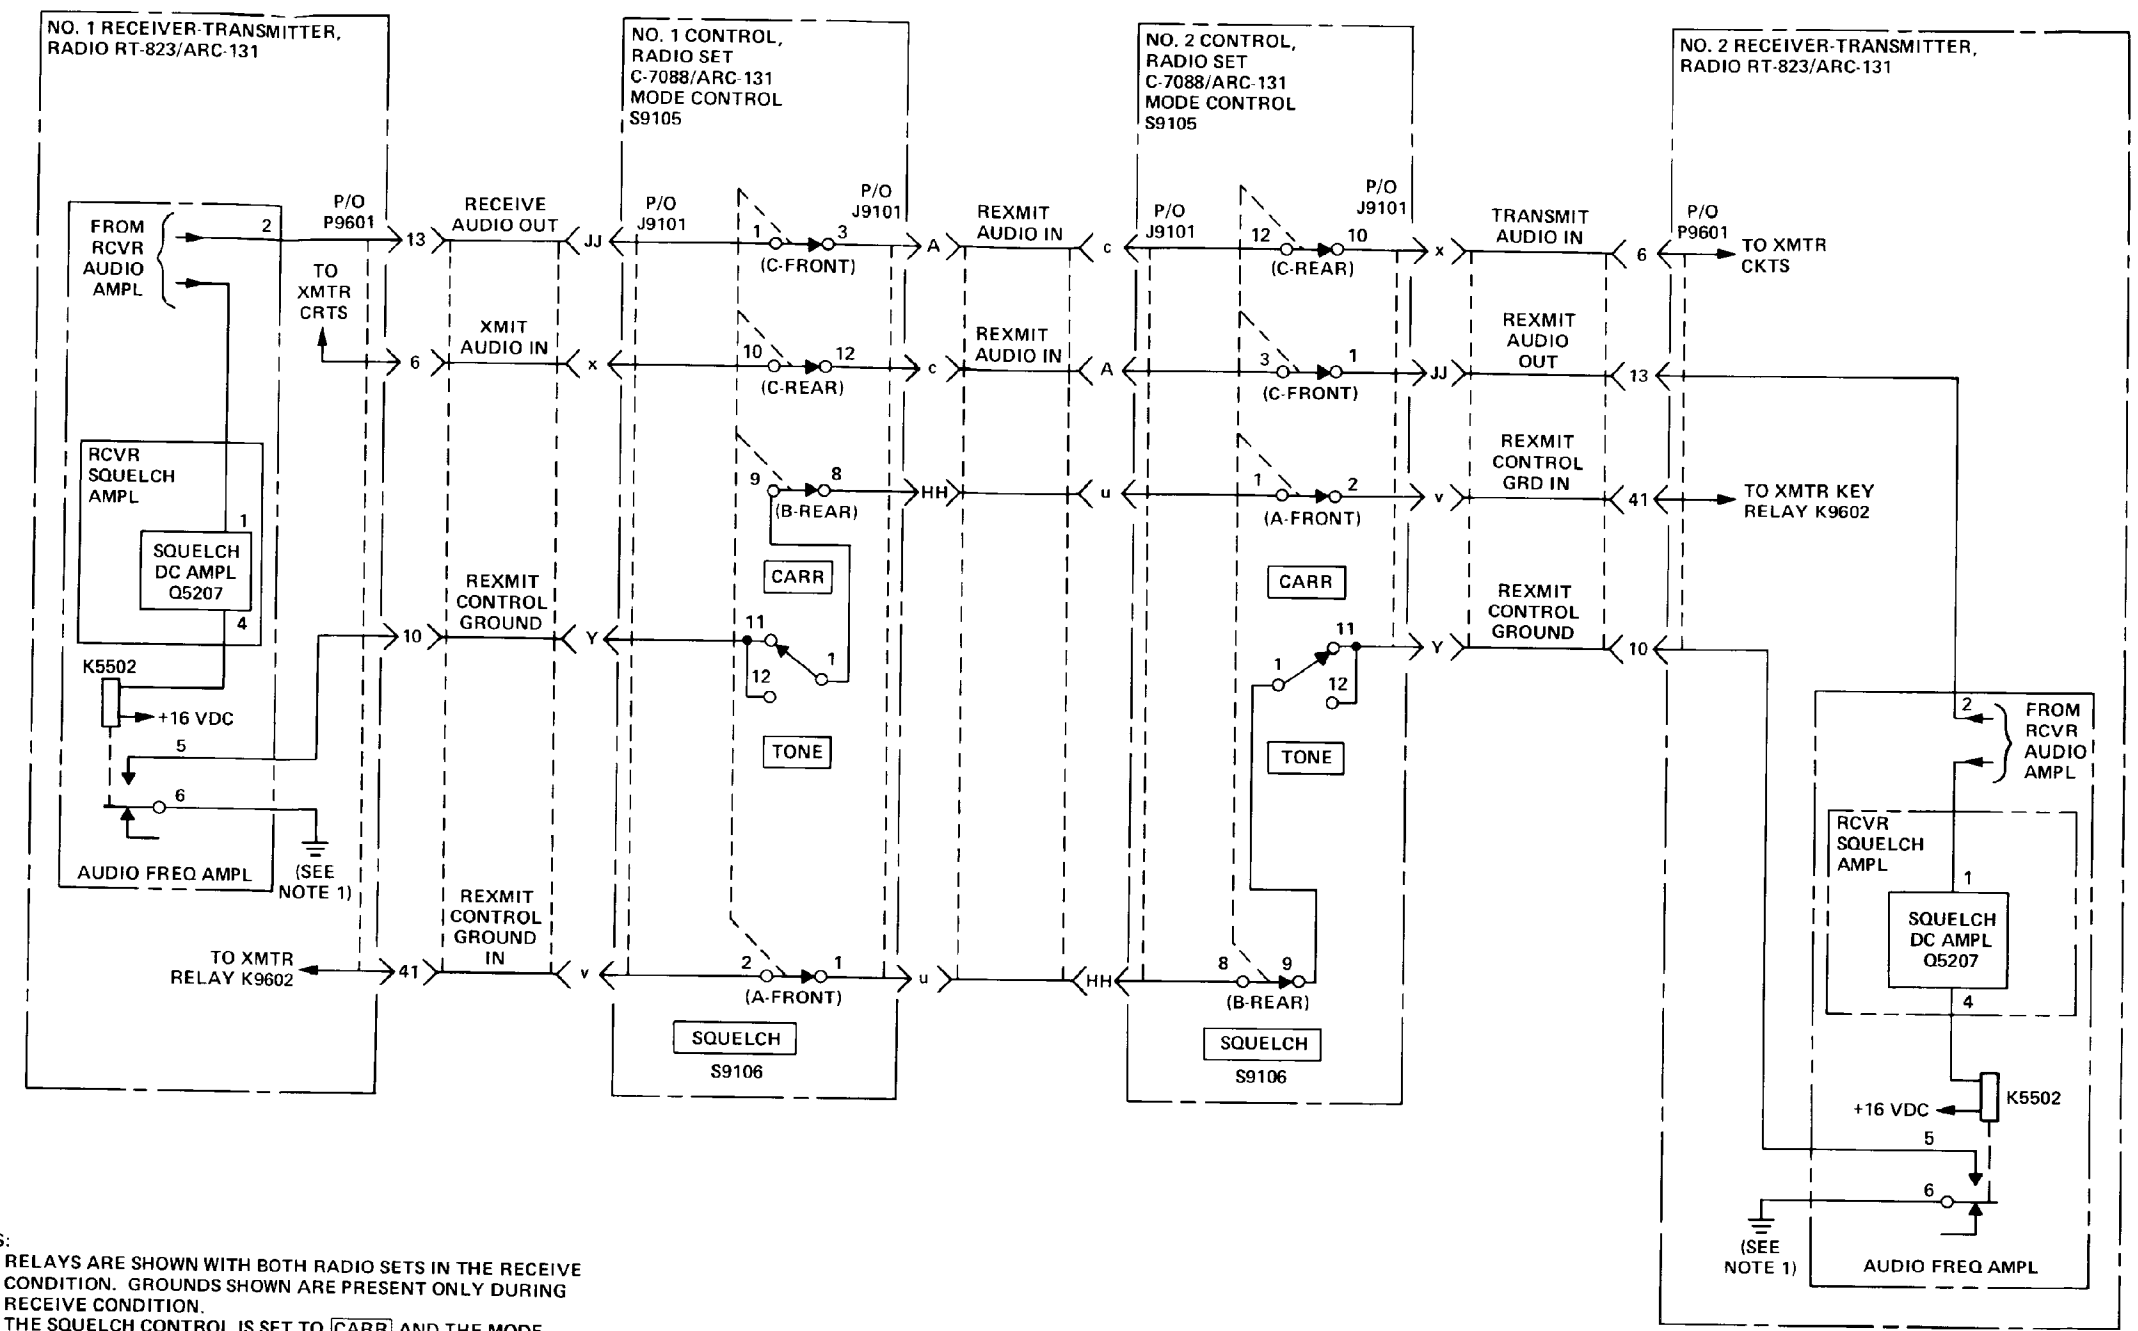 NO. 1 RECEIVER-TRANSMITTER,
RADIO RT-823/ARC-131
P/O
P9601
FROM
RCVR
AUDIO
AMPL
2
TO
XMTR
CRTS
RCVR
SQUELCH
AMPL
1
SQUELCH
DC AMPL
Q5207
4
K5502
+16 VDC
5
6
AUDIO FREQ AMPL
(SEE
NOTE 1)
TO XMTR
RELAY K9602
13
RECEIVE
AUDIO OUT
JJ
6
XMIT
AUDIO IN
x
10
REXMIT
CONTROL
GROUND
Y
41
REXMIT
CONTROL
GROUND
IN
v
NO. 1 CONTROL,
RADIO SET
C-7088/ARC-131
MODE CONTROL
S9105
P/O
J9101
P/O
J9101
1
3
(C-FRONT)
10
12
(C-REAR)
9
8
(B-REAR)
CARR
11
1
12
TONE
2
1
(A-FRONT)
SQUELCH
S9106
A
REXMIT
AUDIO IN
c
c
REXMIT
AUDIO IN
A
HH
u
u
HH
NO. 2 CONTROL,
RADIO SET
C-7088/ARC-131
MODE CONTROL
S9105
P/O
J9101
P/O
J9101
12
10
(C-REAR)
3
1
(C-FRONT)
1
2
(A-FRONT)
CARR
11
1
12
TONE
8
9
(B-REAR)
SQUELCH
S9106
x
TRANSMIT
AUDIO IN
6
JJ
REXMIT
AUDIO
OUT
13
v
REXMIT
CONTROL
GRD IN
41
Y
REXMIT
CONTROL
GROUND
10
NO. 2 RECEIVER-TRANSMITTER,
RADIO RT-823/ARC-131
P/O
P9601
TO XMTR
CKTS
TO XMTR KEY
RELAY K9602
2
FROM
RCVR
AUDIO
AMPL
RCVR
SQUELCH
AMPL
1
SQUELCH
DC AMPL
Q5207
4
K5502
+16 VDC
5
6
(SEE
NOTE 1)
AUDIO FREQ AMPL
S:
RELAYS ARE SHOWN WITH BOTH RADIO SETS IN THE RECEIVE
CONDITION. GROUNDS SHOWN ARE PRESENT ONLY DURING
RECEIVE CONDITION.
THE SQUELCH CONTROL IS SET TO CARR AND THE MODE